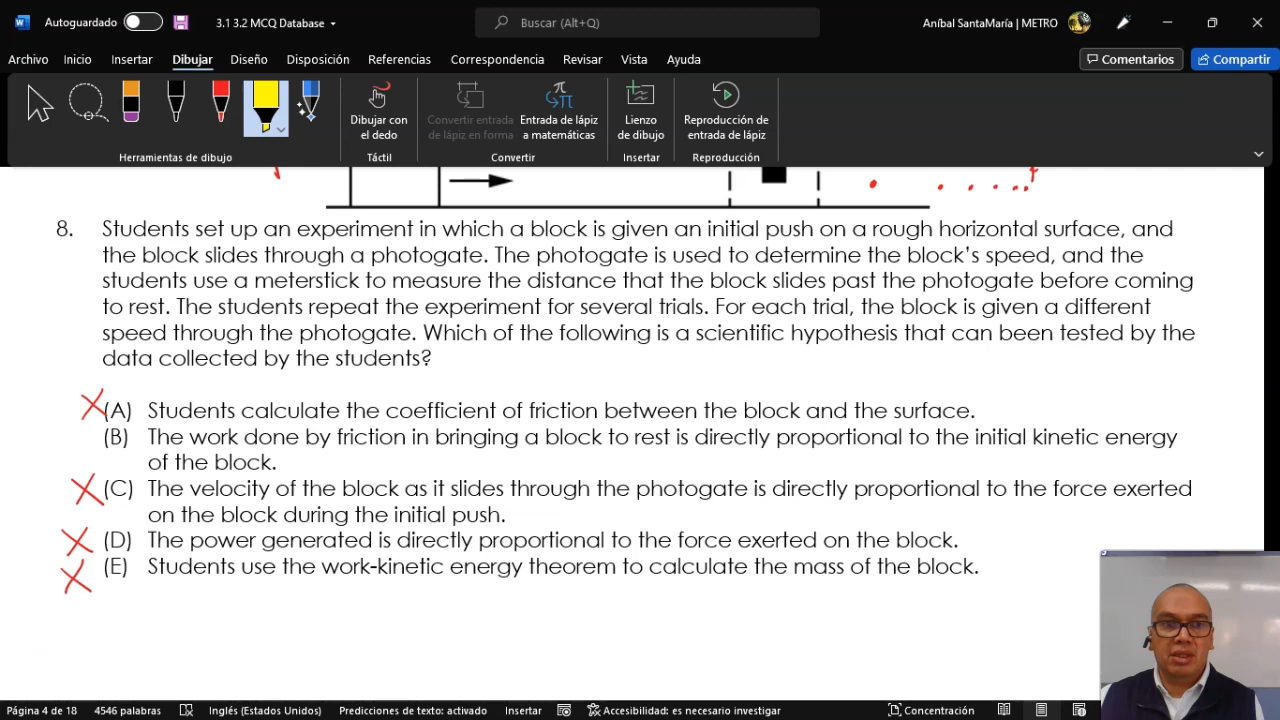 Autoguardado
3.1 3.2 MCQ Database
Buscar (Alt+Q)
Aníbal SantaMaría | METRO
Archivo Inicio Insertar Dibujar Diseño Disposición Referencias Correspondencia Revisar Vista Ayuda
Comentarios Compartir
Dibujar con
el dedo
Convertir entrada
de lápiz en forma
Entrada de lápiz
a matemáticas
Lienzo
de dibujo
Reproducción de
entrada de lápiz
Herramientas de dibujo Táctil Convertir Insertar Reproducción
8. Students set up an experiment in which a block is given an initial push on a rough horizontal surface, and
the block slides through a photogate. The photogate is used to determine the block's speed, and the
students use a meterstick to measure the distance that the block slides past the photogate before coming
to rest. The students repeat the experiment for several trials. For each trial, the block is given a different
speed through the photogate. Which of the following is a scientific hypothesis that can been tested by the
data collected by the students?
(A) Students calculate the coefficient of friction between the block and the surface.
(B) The work done by friction in bringing a block to rest is directly proportional to the initial kinetic energy
of the block.
(C) The velocity of the block as it slides through the photogate is directly proportional to the force exerted
on the block during the initial push.
(D) The power generated is directly proportional to the force exerted on the block.
(E) Students use the work-kinetic energy theorem to calculate the mass of the block.
Página 4 de 18 4546 palabras Inglés (Estados Unidos) Predicciones de texto: activado Insertar Accesibilidad: es necesario investigar Concentración